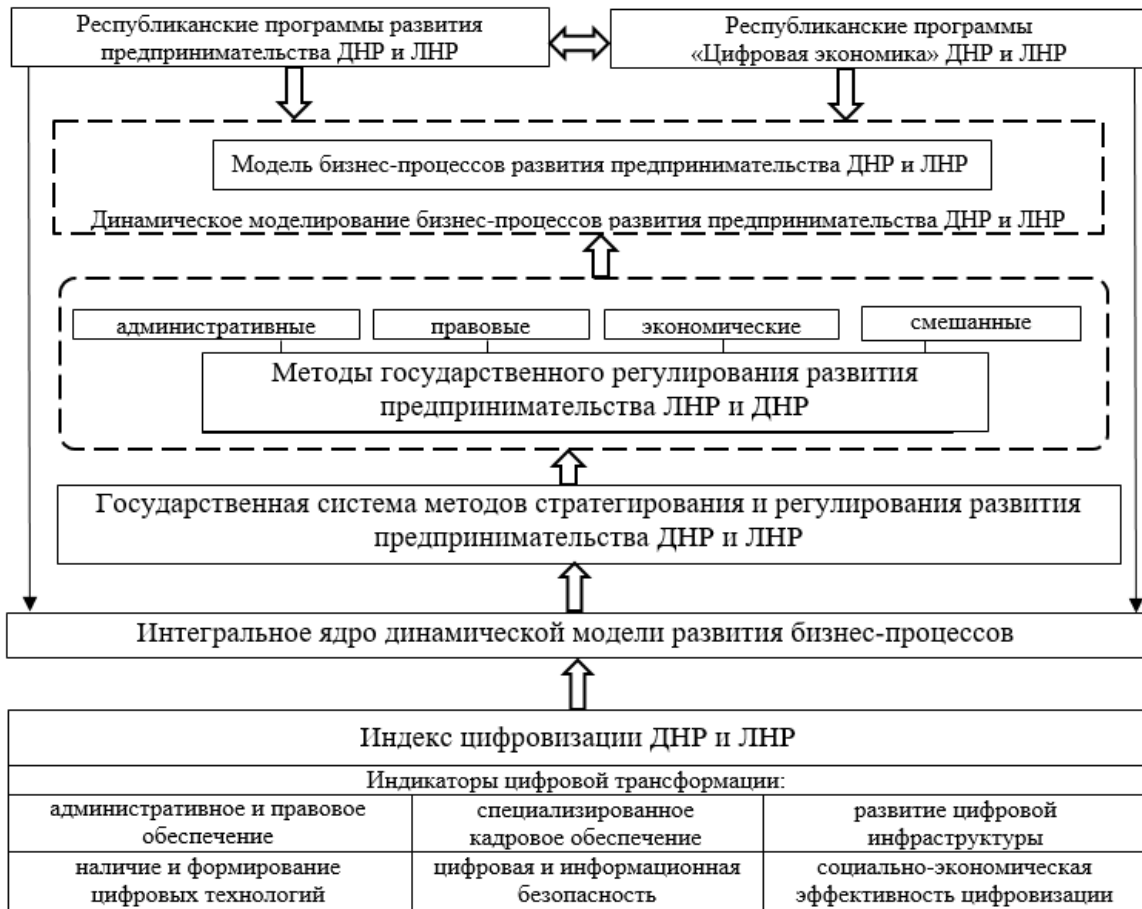 Республиканские программы развития
предпринимательства ДНР и ЛНР
Республиканские программы
«Цифровая экономика» ДНР и ЛНР
Модель бизнес-процессов развития предпринимательства ДНР и ЛНР
Динамическое моделирование бизнес-процессов развития предпринимательства ДНР и ЛНР
административные
правовые
экономические
смешанные
Методы государственного регулирования развития
предпринимательства ЛНР и ДНР
Государственная система методов стратегирования и регулирования развития
предпринимательства ДНР и ЛНР
Интегральное ядро динамической модели развития бизнес-процессов
Индекс цифровизации ДНР и ЛНР
Индикаторы цифровой трансформации:
административное и правовое
обеспечение
специализированное
кадровое обеспечение
развитие цифровой
инфраструктуры
наличие и формирование
цифровых технологий
цифровая и информационная
безопасность
социально-экономическая
эффективность цифровизации